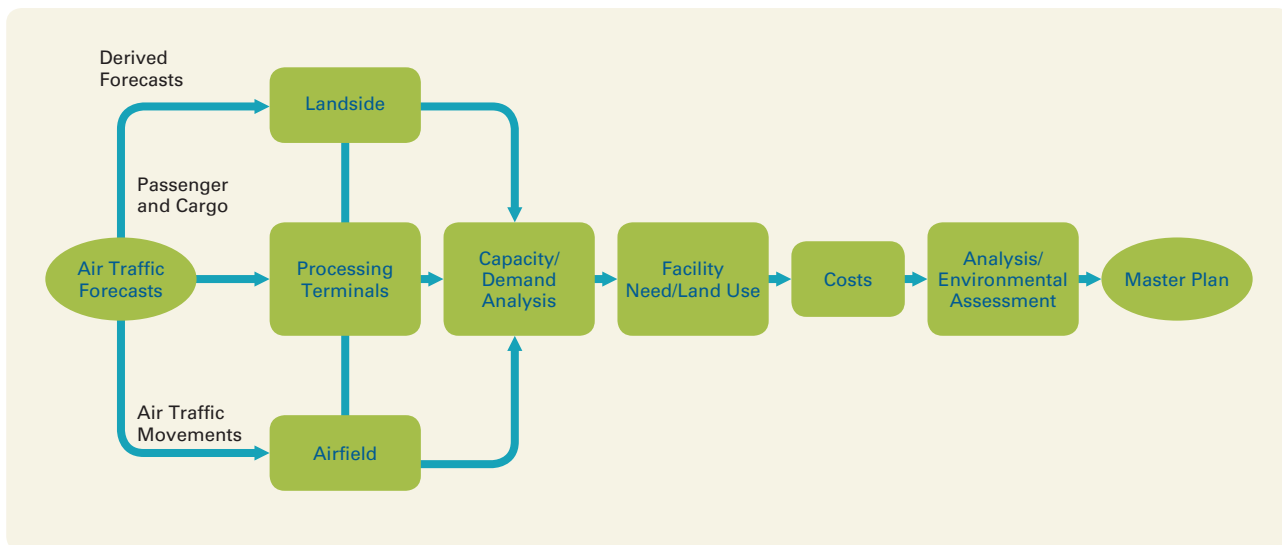 Derived
Forecasts
Landside
Passenger
and Cargo
Air Traffic
Forecasts
Processing
Terminals
Capacity/
Demand
Analysis
Facility
Need/Land Use
Costs
Analysis/
Environmental
Assessment
Master Plan
Air Traffic
Movements
Airfield